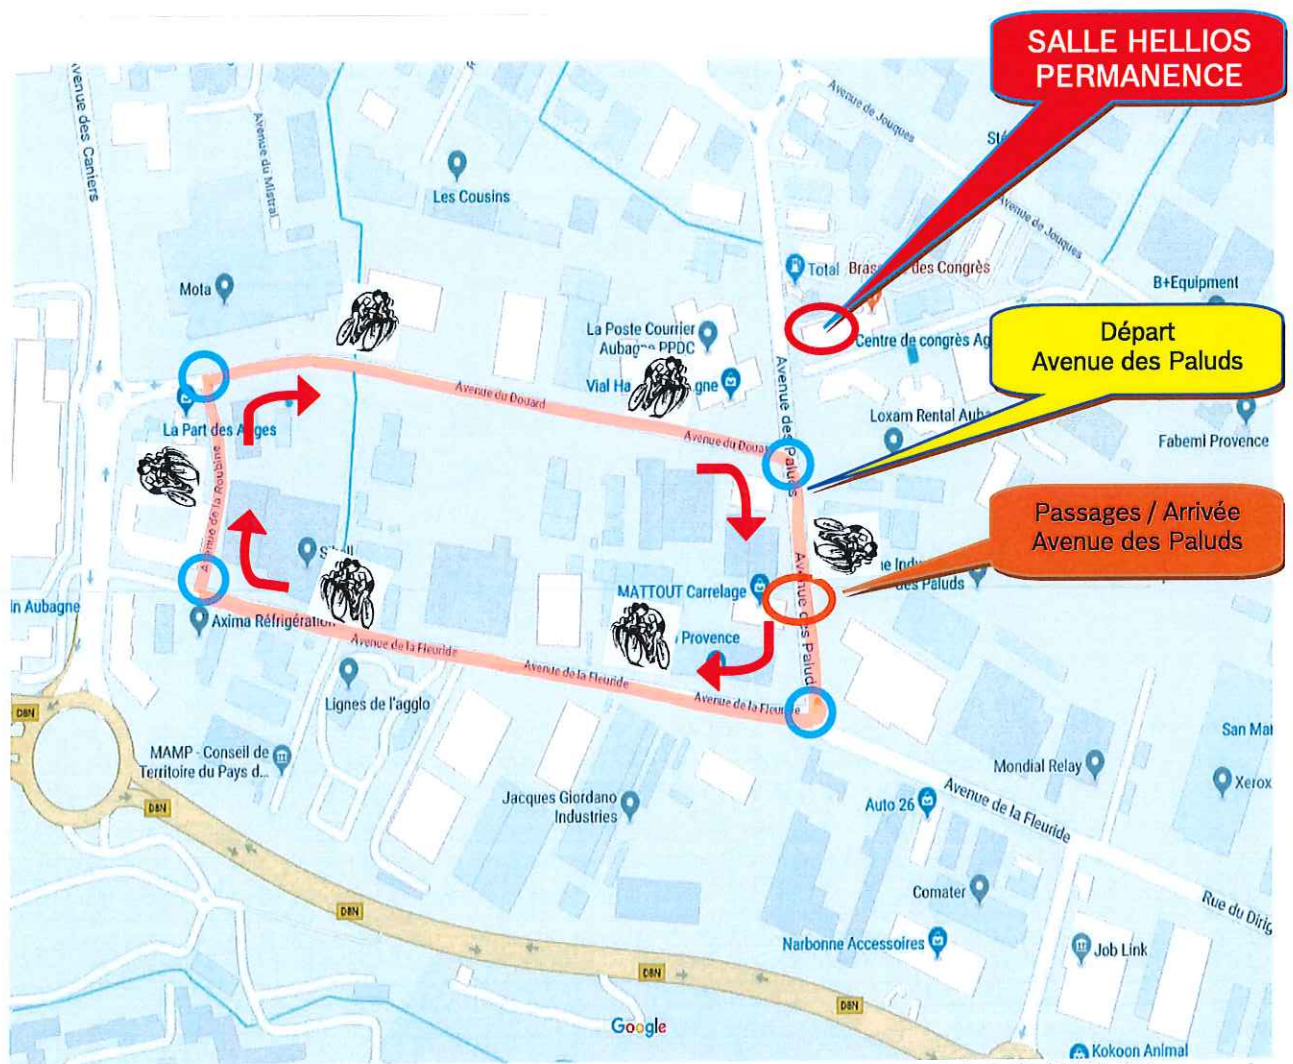 SALLE HELLIOS
PERMANENCE
Avenue des Caniers
Avenue du Mistral
Les Cousins
Avenue de Jouques
Avenue de Jouques
Mota
Total
des Congrès
B+Equipment
La Poste Courrier
Aubagne PPDC
Centre de congrès
Départ
Avenue des Paluds
Vial
Avenue du Douard
Avenue des Paluds
Loxam Rental
Fabemi Provence
La Part des Anges
Avenue du
Avenue de la Roubine
Passages / Arrivée
Avenue des Paluds
MATTOUT Carrelage
des Paluds
in Aubagne
Axima Réfrigération
Avenue des Palud
Provence
Avenue de la Fleuride
Avenue de la Fleuride
Avenue de la Fleuride
Lignes de l'agglo
D8N
MAMP - Conseil de
Territoire du Pays d...
D8N
Jacques Giordano
Industries
Mondial Relay
Xerox
Auto 26
Avenue de la Fleuride
Comater
Rue du Dirig
D8N
Narbonne Accessoires
Job Link
D8N
D8N
Google
Kokoon Animal